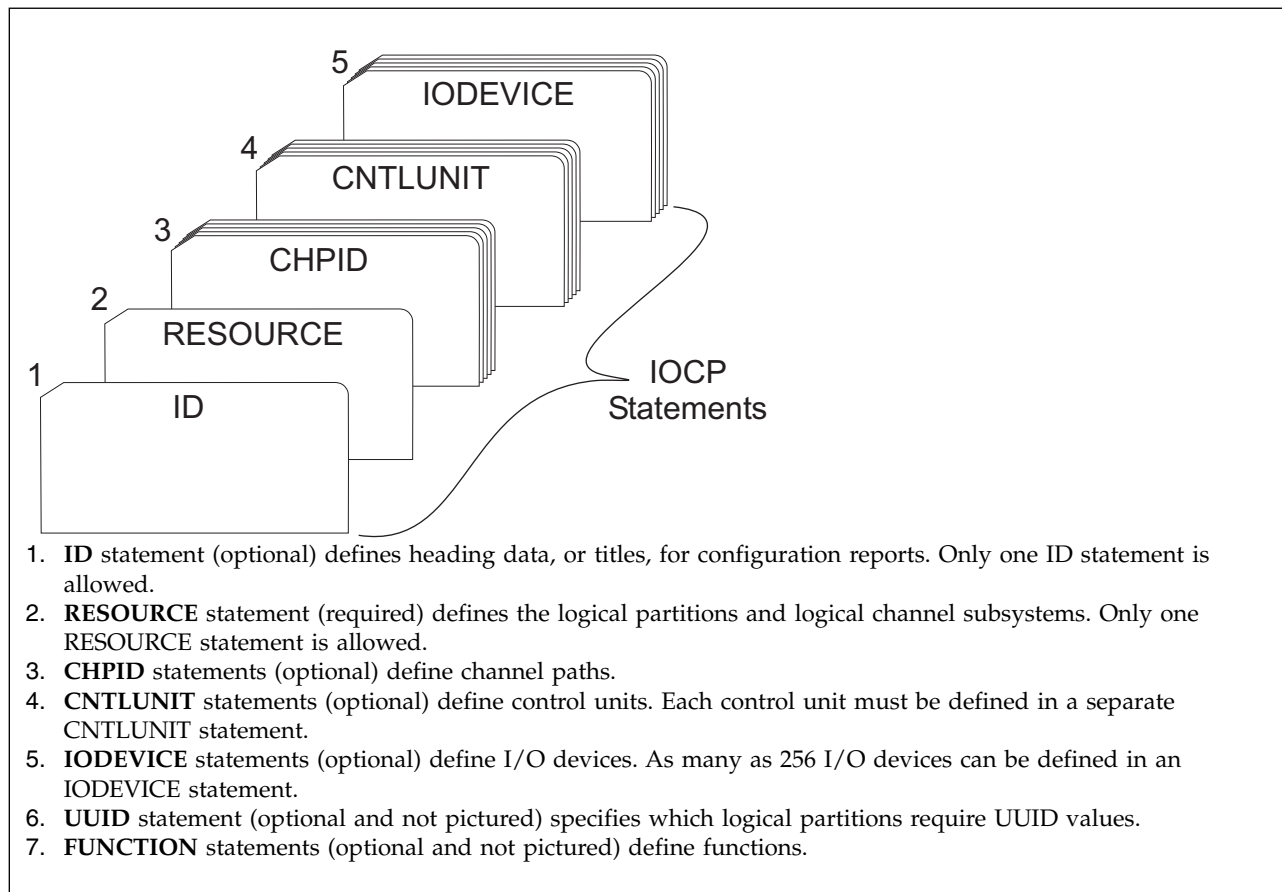 5
IODEVICE
4
CNTLUNIT
3
CHPID
2
RESOURCE
1
ID
IOCP
Statements
1. ID statement (optional) defines heading data, or titles, for configuration reports. Only one ID statement is
allowed.
2. RESOURCE statement (required) defines the logical partitions and logical channel subsystems. Only one
RESOURCE statement is allowed.
3. CHPID statements (optional) define channel paths.
4. CNTLUNIT statements (optional) define control units. Each control unit must be defined in a separate
CNTLUNIT statement.
5. IODEVICE statements (optional) define I/O devices. As many as 256 I/O devices can be defined in an
IODEVICE statement.
6. UUID statement (optional and not pictured) specifies which logical partitions require UUID values.
7. FUNCTION statements (optional and not pictured) define functions.